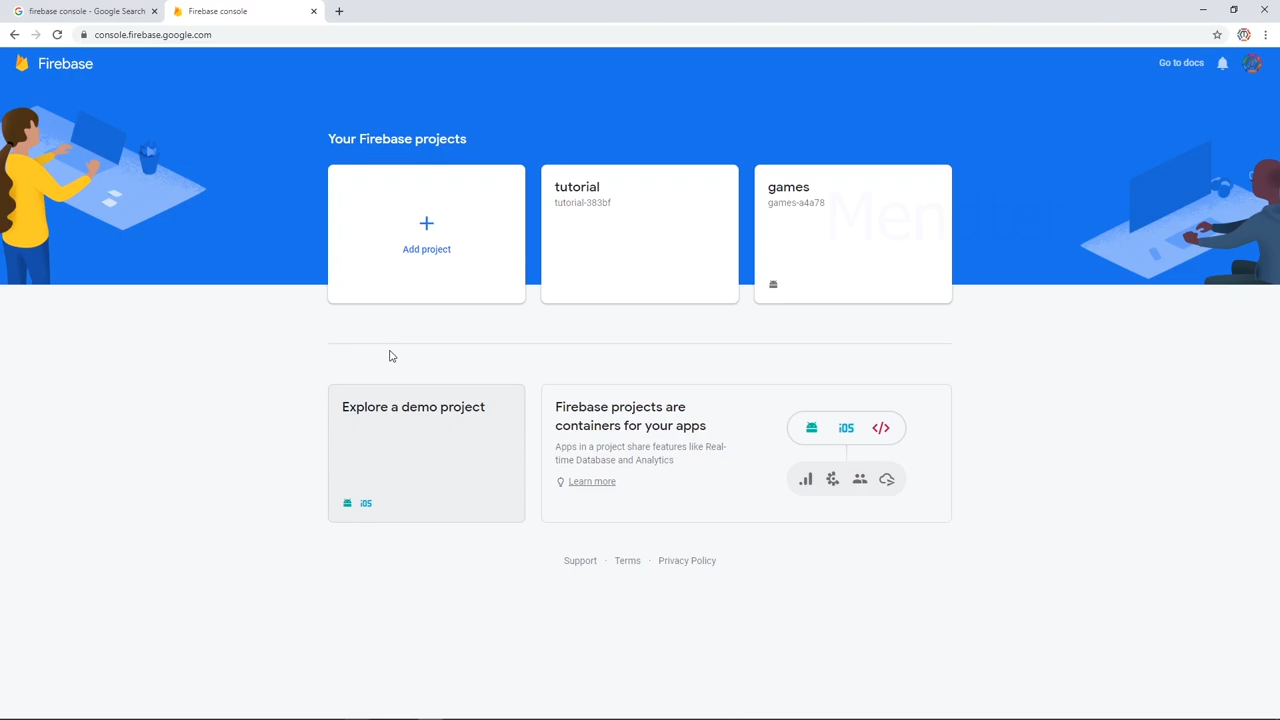 firebase console - Google Search
Firebase console
console.firebase.google.com
Firebase
Go to docs
Your Firebase projects
Add project
tutorial
tutorial-383bf
games
games-a4a78
Explore a demo project
iOS
Firebase projects are
containers for your apps
Apps in a project share features like Real-
time Database and Analytics
Learn more
iOS
</>
Support · Terms · Privacy Policy